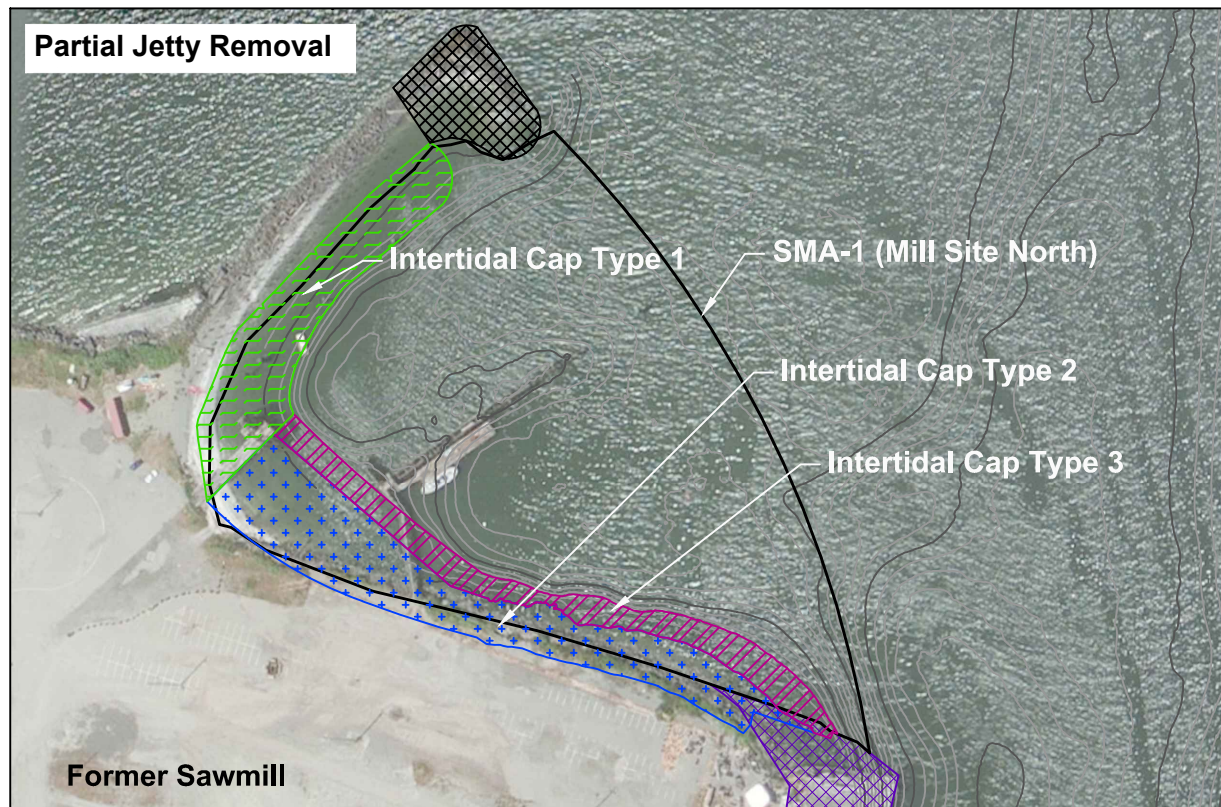 Partial Jetty Removal
SMA-1 (Mill Site North)
Intertidal Cap Type 1
Intertidal Cap Type 2
Intertidal Cap Type 3
Former Sawmill